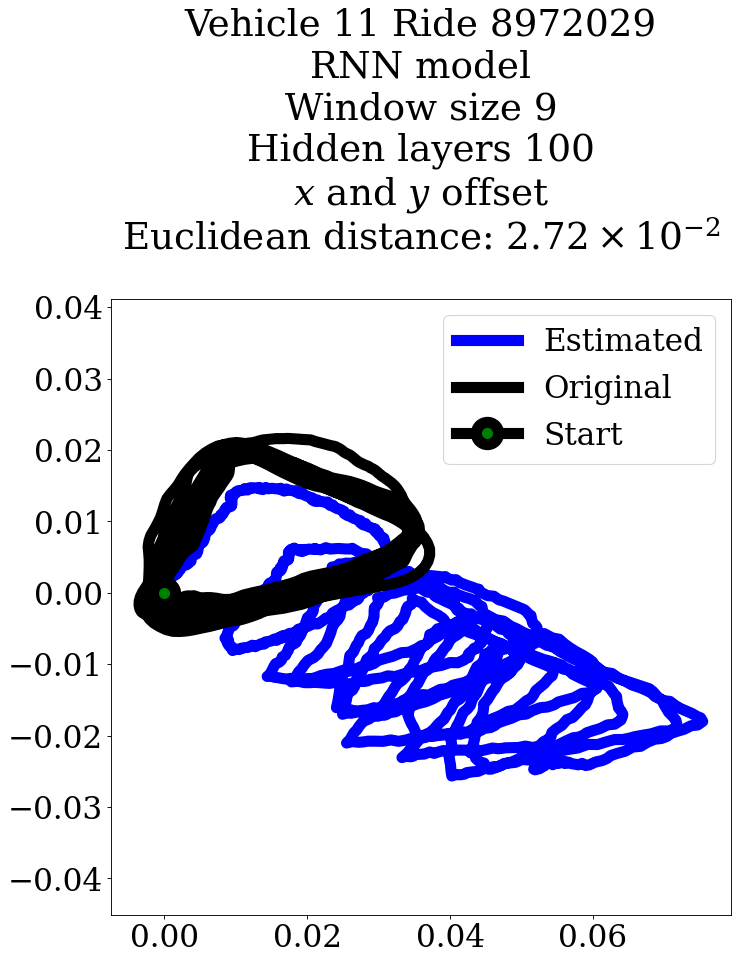 Vehicle 11 Ride 8972029
RNN model
Window size 9
Hidden layers 100
x and y offset
Euclidean distance: 2.72 × 10⁻²
Estimated
Original
Start
0.04
0.03
0.02
0.01
0.00
−0.01
−0.02
−0.03
−0.04
0.00 0.02 0.04 0.06